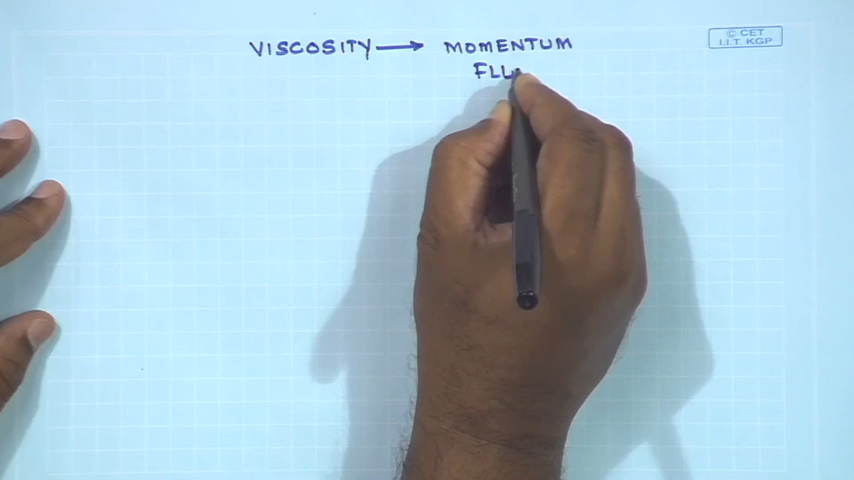 VISCOSITY → MOMENTUM
© CET
I.I.T. KGP